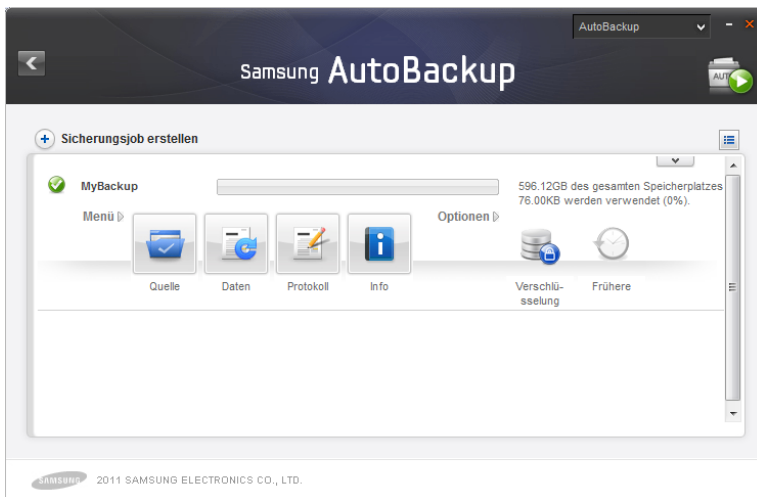 AutoBackup
samsung AutoBackup
AUTO
Sicherungsjob erstellen
MyBackup
596.12GB des gesamten Speicherplatzes
76.00KB werden verwendet (0%).
Menü
Optionen
Quelle
Daten
Protokoll
Info
Verschlü-
sselung
Frühere
SAMSUNG 2011 SAMSUNG ELECTRONICS CO., LTD.